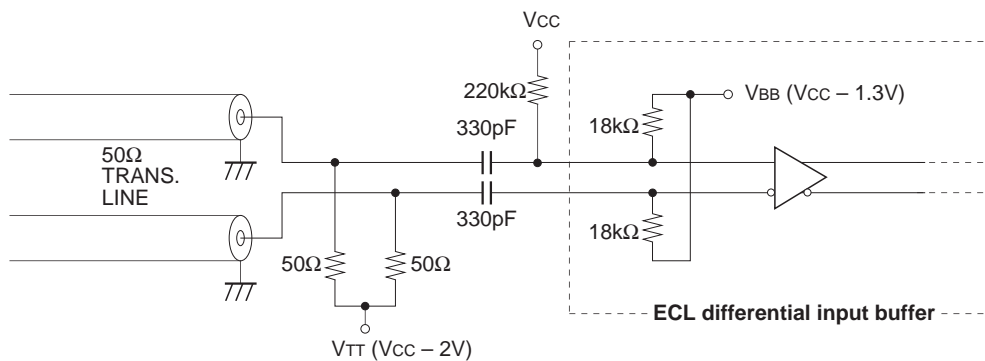 VCC
220kΩ
VBB (VCC – 1.3V)
330pF
18kΩ
50Ω
TRANS.
LINE
330pF
18kΩ
50Ω
50Ω
ECL differential input buffer
VTT (VCC – 2V)